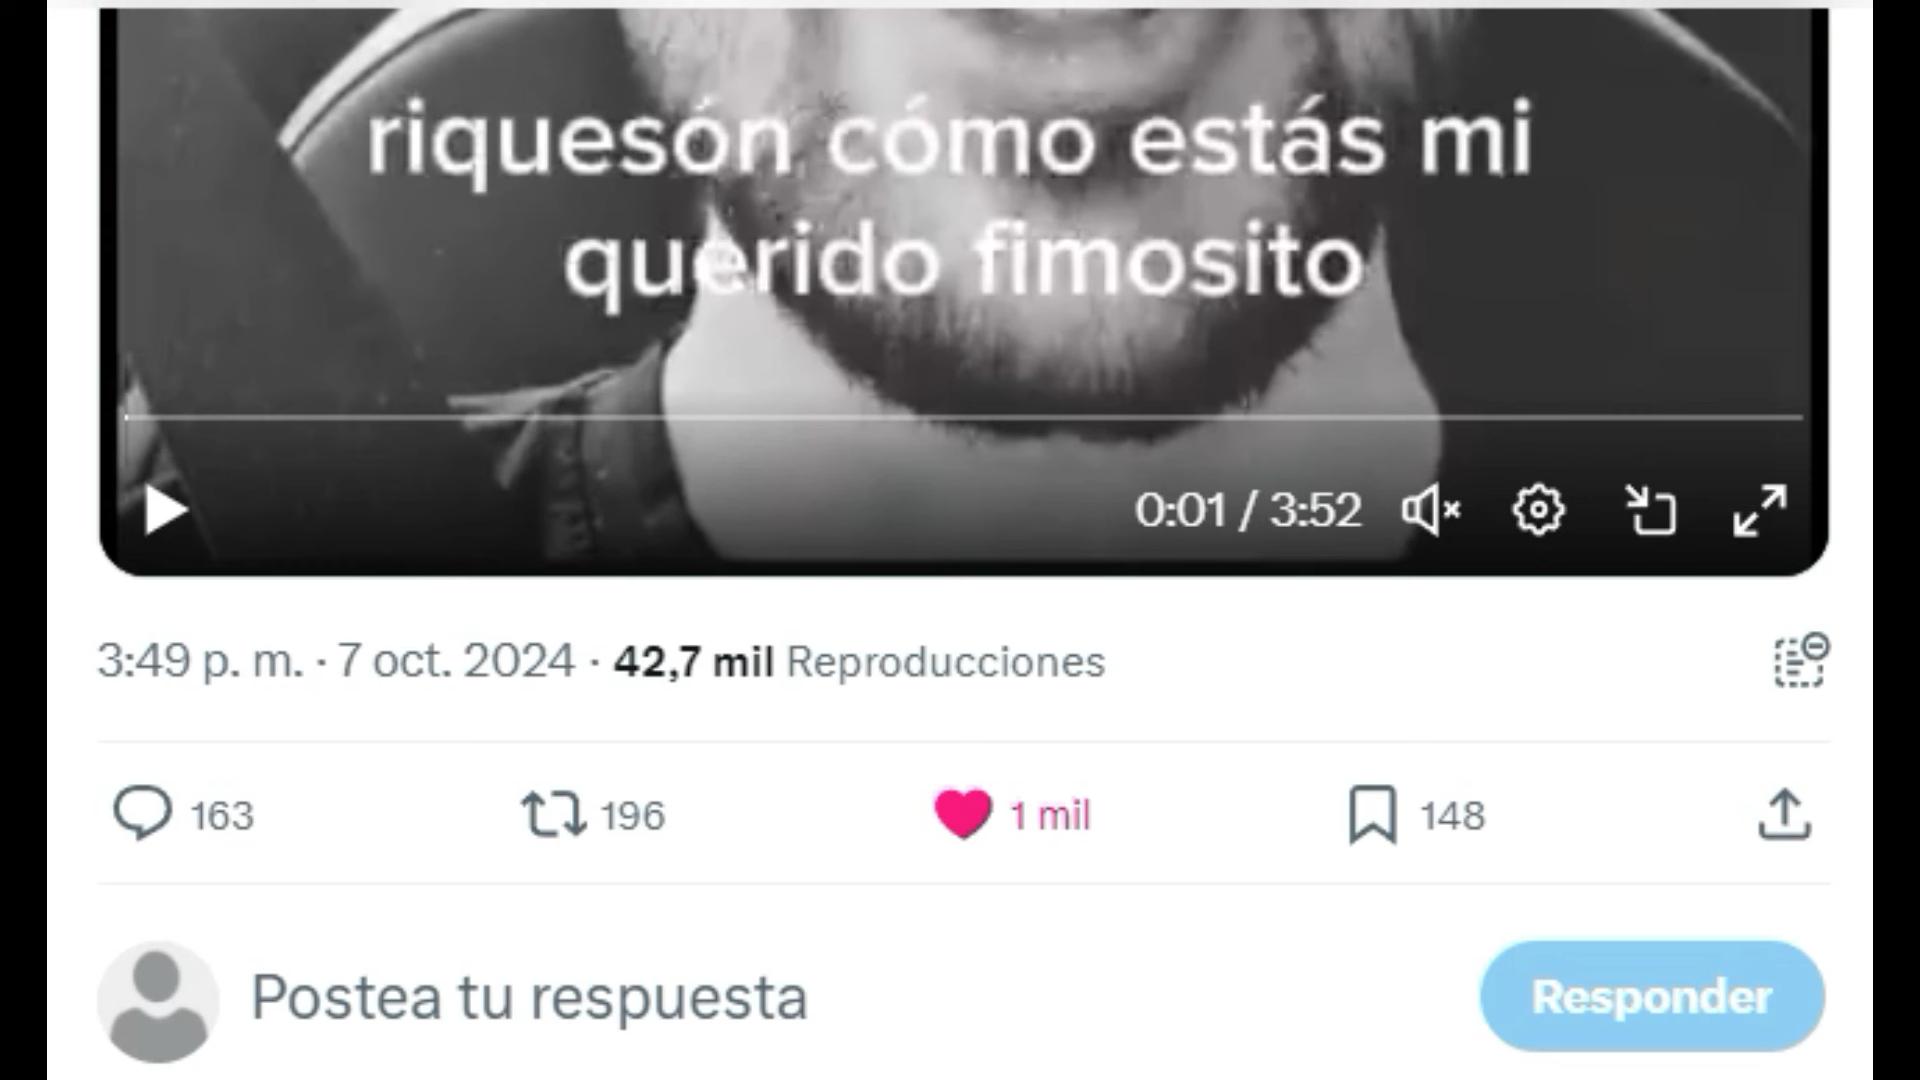 riquesón cómo estás mi
querido fimosito
0:01 / 3:52
3:49 p. m. · 7 oct. 2024 · 42,7 mil Reproducciones
163 196 1 mil 148
Postea tu respuesta Responder